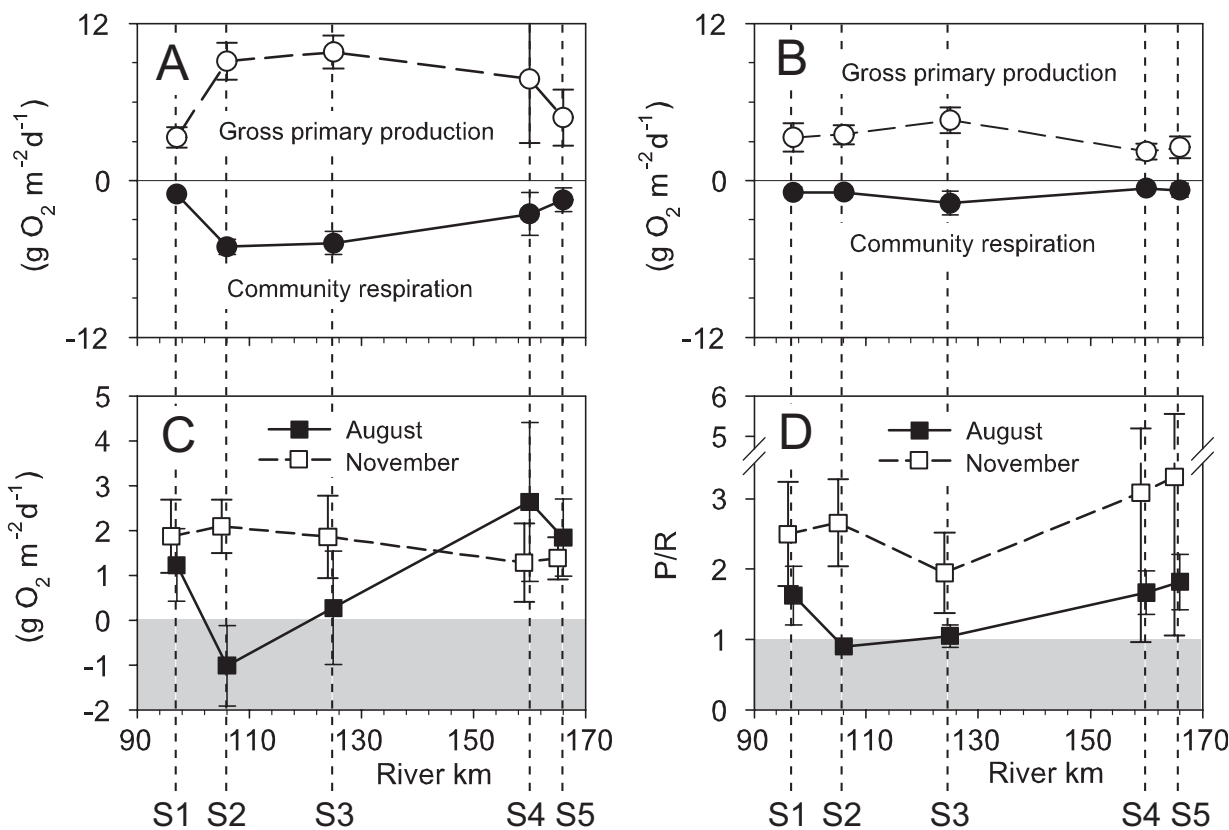 12
0
-12
(g O₂ m⁻²d⁻¹)
A
Gross primary production
Community respiration
12
0
-12
(g O₂ m⁻²d⁻¹)
B
Gross primary production
Community respiration
5
4
3
2
1
0
-1
-2
(g O₂ m⁻²d⁻¹)
C
August
November
90
110
130
150
170
River km
S1
S2
S3
S4
S5
6
5
3
2
1
0
P/R
D
August
November
90
110
130
150
170
River km
S1
S2
S3
S4
S5